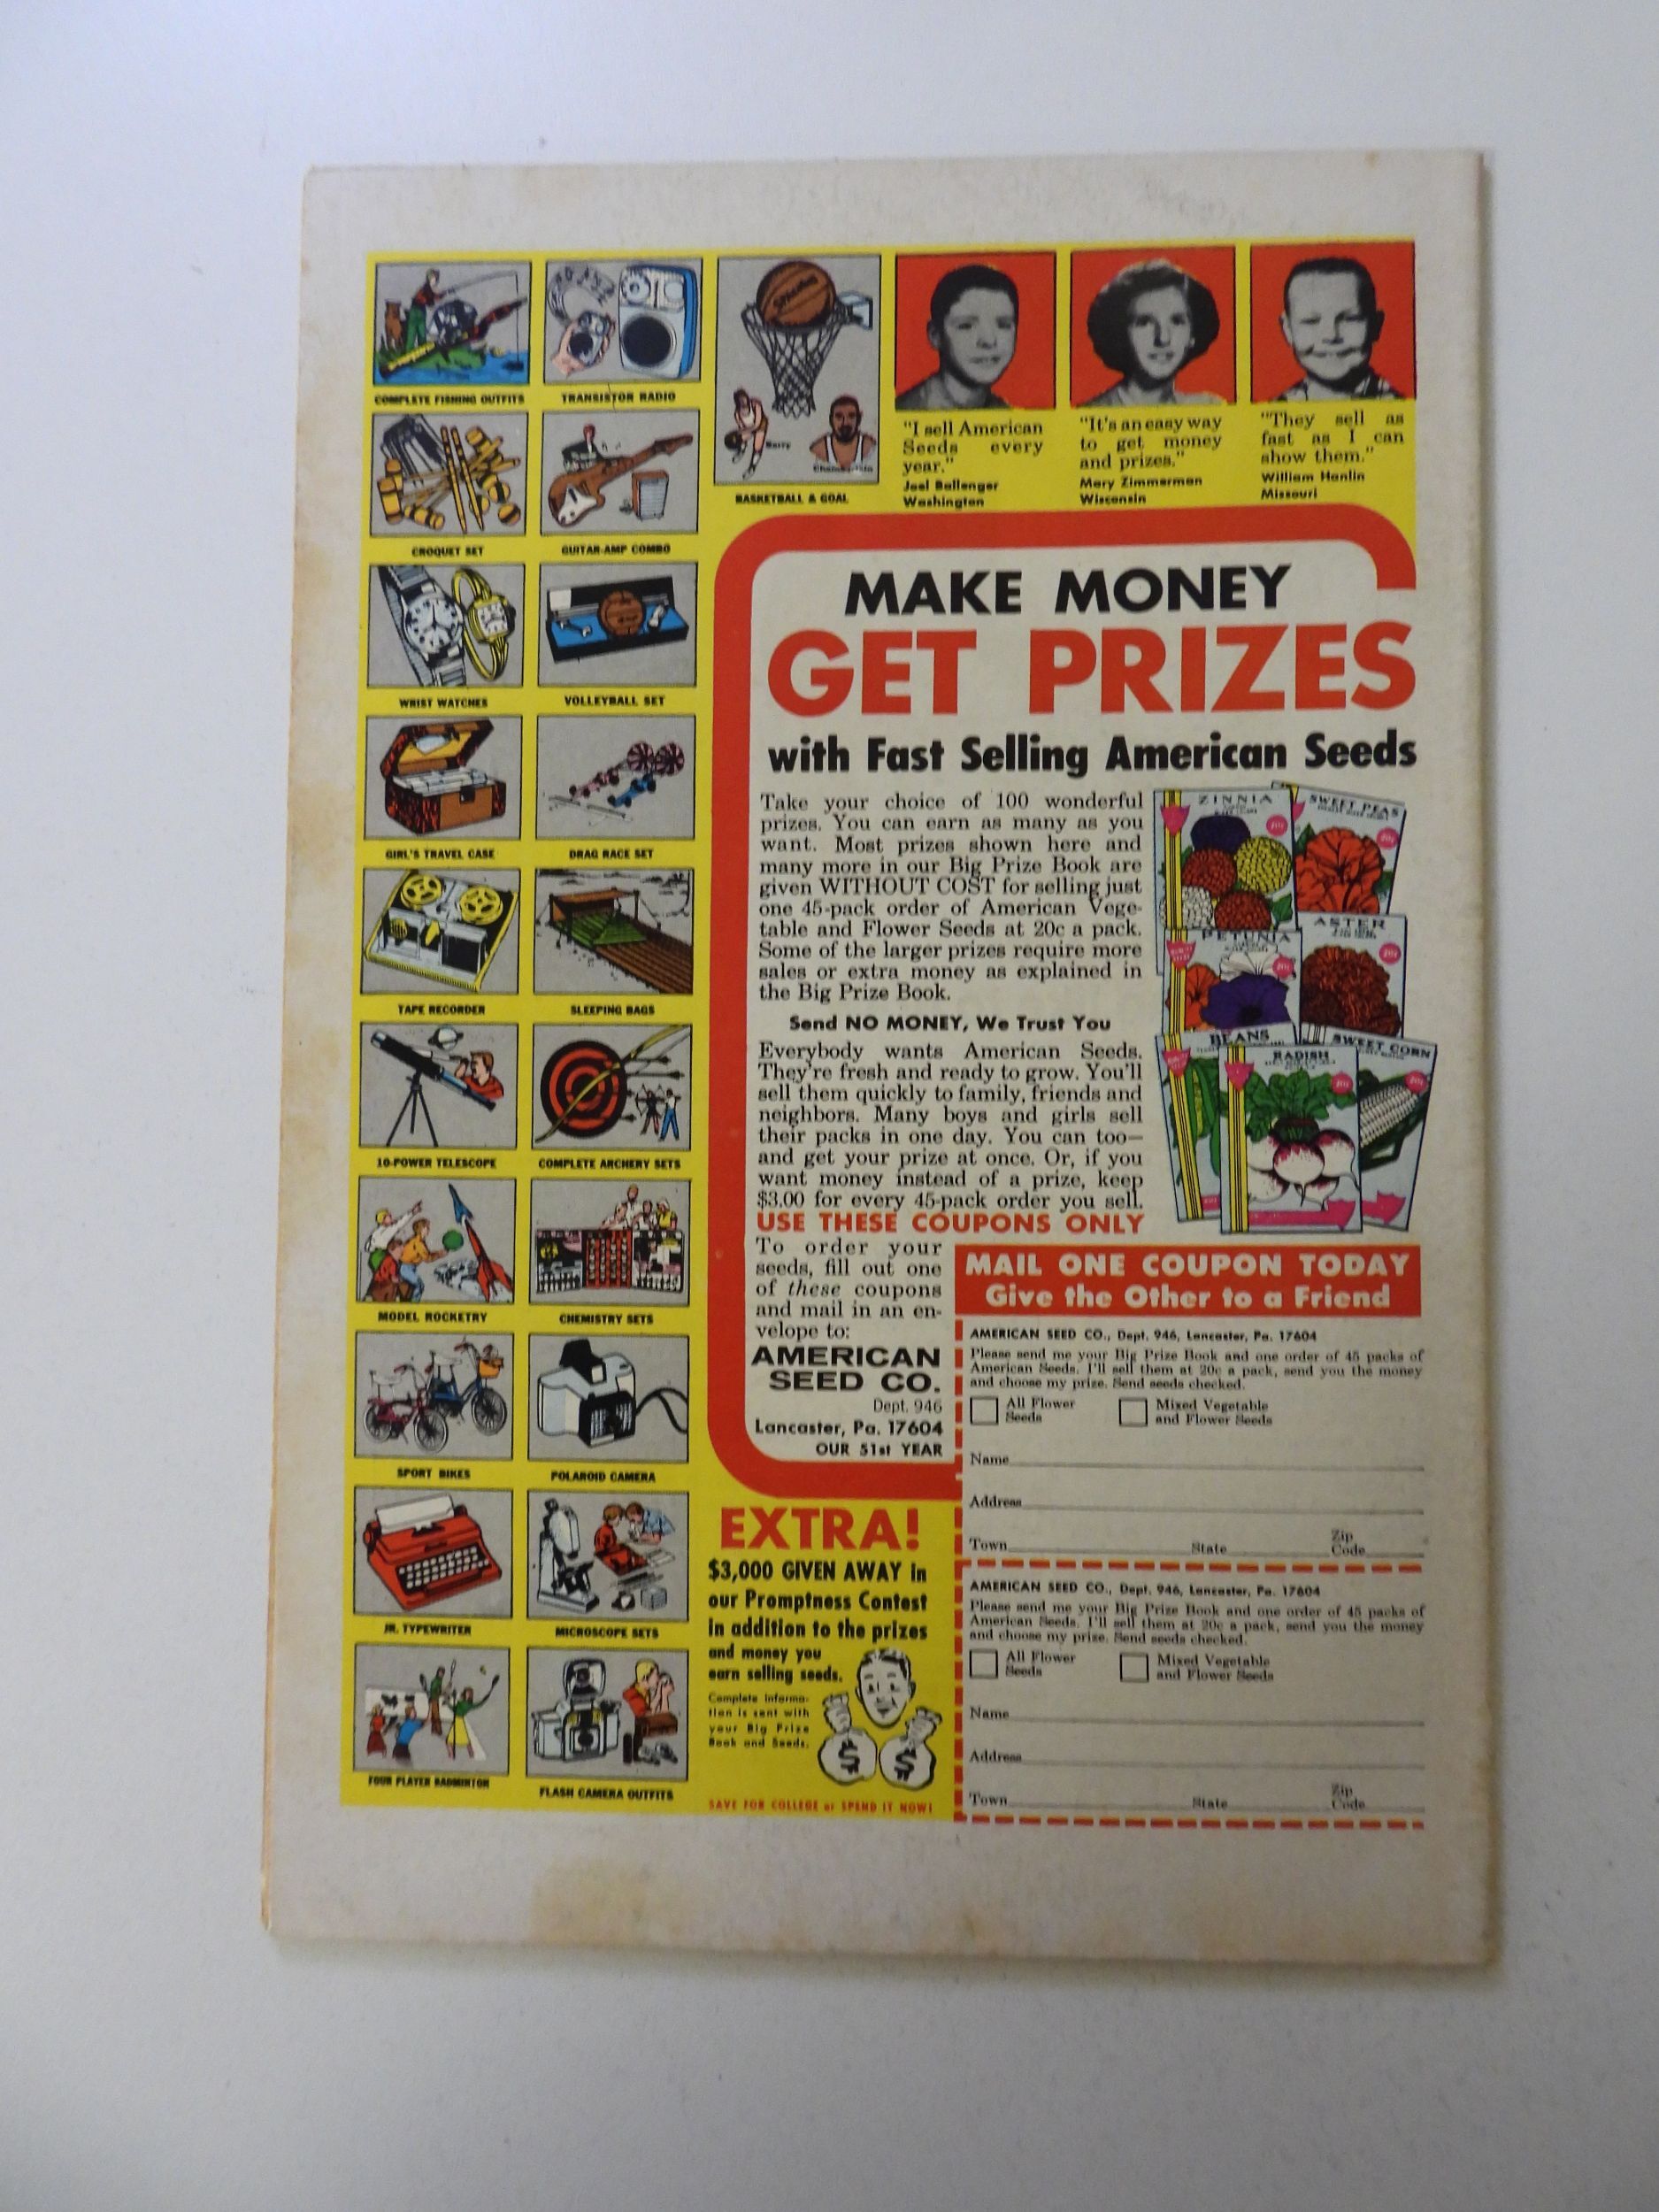 COMPLETE FISHING OUTFITS
TRANSISTOR RADIO
CROQUET SET
GUITAR-AMP COMBO
WRIST WATCHES
VOLLEYBALL SET
GIRL'S TRAVEL CASE
DRAG RACE SET
TAPE RECORDER
SLEEPING BAGS
10-POWER TELESCOPE
COMPLETE ARCHERY SETS
MODEL ROCKETRY
CHEMISTRY SETS
SPORT BIKES
POLAROID CAMERA
JR. TYPEWRITER
MICROSCOPE SETS
FOUR PLAYER BADMINTON
FLASH CAMERA OUTFITS
Spalding
Barry
Chamberlain
BASKETBALL & GOAL
"I sell American
Seeds every
year."
Joel Ballenger
Washington
"It's an easy way
to get money
and prizes."
Mary Zimmerman
Wisconsin
"They sell as
fast as I can
show them."
William Hanlin
Missouri
MAKE MONEY
GET PRIZES
with Fast Selling American Seeds
Take your choice of 100 wonderful
prizes. You can earn as many as you
want. Most prizes shown here and
many more in our Big Prize Book are
given WITHOUT COST for selling just
one 45-pack order of American Vege-
table and Flower Seeds at 20c a pack.
Some of the larger prizes require more
sales or extra money as explained in
the Big Prize Book.
Send NO MONEY, We Trust You
Everybody wants American Seeds.
They're fresh and ready to grow. You'll
sell them quickly to family, friends and
neighbors. Many boys and girls sell
their packs in one day. You can too—
and get your prize at once. Or, if you
want money instead of a prize, keep
$3.00 for every 45-pack order you sell.
USE THESE COUPONS ONLY
To order your
seeds, fill out one
of these coupons
and mail in an en-
velope to:
AMERICAN
SEED CO.
Dept. 946
Lancaster, Pa. 17604
OUR 51st YEAR
ZINNIA
SWEET PEAS
PETUNIA
ASTER
BEANS
RADISH
SWEET CORN
MAIL ONE COUPON TODAY
Give the Other to a Friend
AMERICAN SEED CO., Dept. 946, Lancaster, Pa. 17604
Please send me your Big Prize Book and one order of 45 packs of
American Seeds. I'll sell them at 20c a pack, send you the money
and choose my prize. Send seeds checked.
All Flower
Seeds
Mixed Vegetable
and Flower Seeds
Name
Address
Town State Zip Code
AMERICAN SEED CO., Dept. 946, Lancaster, Pa. 17604
Please send me your Big Prize Book and one order of 45 packs of
American Seeds. I'll sell them at 20c a pack, send you the money
and choose my prize. Send seeds checked.
All Flower
Seeds
Mixed Vegetable
and Flower Seeds
Name
Address
Town State Zip Code
EXTRA!
$3,000 GIVEN AWAY in
our Promptness Contest
in addition to the prizes
and money you
earn selling seeds.
Complete informa-
tion is sent with
your Big Prize
Book and Seeds.
$ $
SAVE FOR COLLEGE or SPEND IT NOW!